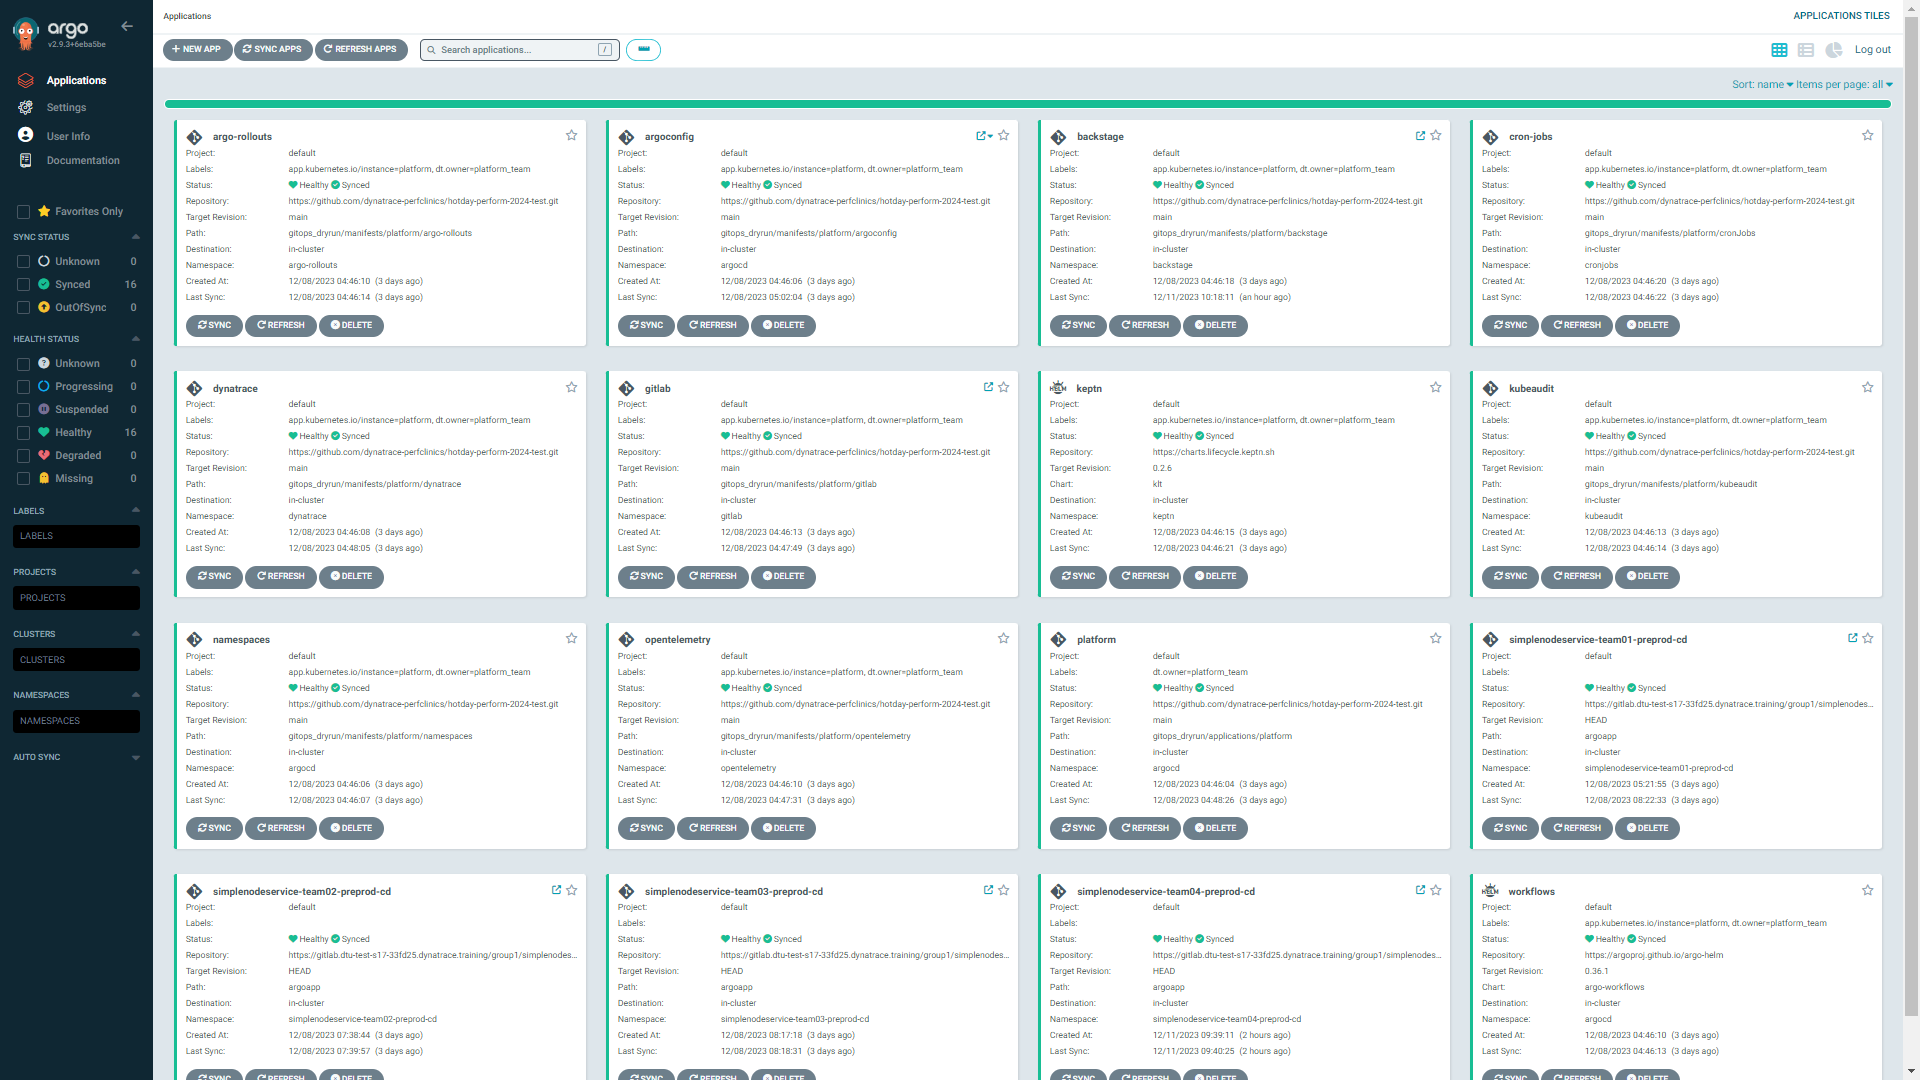 argo
v2.9.3+6eba5be
Applications
Settings
User Info
Documentation
Favorites Only
SYNC STATUS
Unknown 0
Synced 16
OutOfSync 0
HEALTH STATUS
Unknown 0
Progressing 0
Suspended 0
Healthy 16
Degraded 0
Missing 0
LABELS
LABELS
PROJECTS
PROJECTS
CLUSTERS
CLUSTERS
NAMESPACES
NAMESPACES
AUTO SYNC
Applications
APPLICATIONS TILES
NEW APP SYNC APPS REFRESH APPS Search applications... / Log out
Sort: name Items per page: all
argo-rollouts
Project: default
Labels: app.kubernetes.io/instance=platform, dt.owner=platform_team
Status: Healthy Synced
Repository: https://github.com/dynatrace-perfclinics/hotday-perform-2024-test.git
Target Revision: main
Path: gitops_dryrun/manifests/platform/argo-rollouts
Destination: in-cluster
Namespace: argo-rollouts
Created At: 12/08/2023 04:46:10 (3 days ago)
Last Sync: 12/08/2023 04:46:14 (3 days ago)
SYNC REFRESH DELETE
argoconfig
Project: default
Labels: app.kubernetes.io/instance=platform, dt.owner=platform_team
Status: Healthy Synced
Repository: https://github.com/dynatrace-perfclinics/hotday-perform-2024-test.git
Target Revision: main
Path: gitops_dryrun/manifests/platform/argoconfig
Destination: in-cluster
Namespace: argocd
Created At: 12/08/2023 04:46:06 (3 days ago)
Last Sync: 12/08/2023 05:02:04 (3 days ago)
SYNC REFRESH DELETE
backstage
Project: default
Labels: app.kubernetes.io/instance=platform, dt.owner=platform_team
Status: Healthy Synced
Repository: https://github.com/dynatrace-perfclinics/hotday-perform-2024-test.git
Target Revision: main
Path: gitops_dryrun/manifests/platform/backstage
Destination: in-cluster
Namespace: backstage
Created At: 12/08/2023 04:46:18 (3 days ago)
Last Sync: 12/11/2023 10:18:11 (an hour ago)
SYNC REFRESH DELETE
cron-jobs
Project: default
Labels: app.kubernetes.io/instance=platform, dt.owner=platform_team
Status: Healthy Synced
Repository: https://github.com/dynatrace-perfclinics/hotday-perform-2024-test.git
Target Revision: main
Path: gitops_dryrun/manifests/platform/cronJobs
Destination: in-cluster
Namespace: cronjobs
Created At: 12/08/2023 04:46:20 (3 days ago)
Last Sync: 12/08/2023 04:46:22 (3 days ago)
SYNC REFRESH DELETE
dynatrace
Project: default
Labels: app.kubernetes.io/instance=platform, dt.owner=platform_team
Status: Healthy Synced
Repository: https://github.com/dynatrace-perfclinics/hotday-perform-2024-test.git
Target Revision: main
Path: gitops_dryrun/manifests/platform/dynatrace
Destination: in-cluster
Namespace: dynatrace
Created At: 12/08/2023 04:46:08 (3 days ago)
Last Sync: 12/08/2023 04:48:05 (3 days ago)
SYNC REFRESH DELETE
gitlab
Project: default
Labels: app.kubernetes.io/instance=platform, dt.owner=platform_team
Status: Healthy Synced
Repository: https://github.com/dynatrace-perfclinics/hotday-perform-2024-test.git
Target Revision: main
Path: gitops_dryrun/manifests/platform/gitlab
Destination: in-cluster
Namespace: gitlab
Created At: 12/08/2023 04:46:13 (3 days ago)
Last Sync: 12/08/2023 04:47:49 (3 days ago)
SYNC REFRESH DELETE
HELM keptn
Project: default
Labels: app.kubernetes.io/instance=platform, dt.owner=platform_team
Status: Healthy Synced
Repository: https://charts.lifecycle.keptn.sh
Target Revision: 0.2.6
Chart: klt
Destination: in-cluster
Namespace: keptn
Created At: 12/08/2023 04:46:15 (3 days ago)
Last Sync: 12/08/2023 04:46:21 (3 days ago)
SYNC REFRESH DELETE
kubeaudit
Project: default
Labels: app.kubernetes.io/instance=platform, dt.owner=platform_team
Status: Healthy Synced
Repository: https://github.com/dynatrace-perfclinics/hotday-perform-2024-test.git
Target Revision: main
Path: gitops_dryrun/manifests/platform/kubeaudit
Destination: in-cluster
Namespace: kubeaudit
Created At: 12/08/2023 04:46:13 (3 days ago)
Last Sync: 12/08/2023 04:46:14 (3 days ago)
SYNC REFRESH DELETE
namespaces
Project: default
Labels: app.kubernetes.io/instance=platform, dt.owner=platform_team
Status: Healthy Synced
Repository: https://github.com/dynatrace-perfclinics/hotday-perform-2024-test.git
Target Revision: main
Path: gitops_dryrun/manifests/platform/namespaces
Destination: in-cluster
Namespace: argocd
Created At: 12/08/2023 04:46:06 (3 days ago)
Last Sync: 12/08/2023 04:46:07 (3 days ago)
SYNC REFRESH DELETE
opentelemetry
Project: default
Labels: app.kubernetes.io/instance=platform, dt.owner=platform_team
Status: Healthy Synced
Repository: https://github.com/dynatrace-perfclinics/hotday-perform-2024-test.git
Target Revision: main
Path: gitops_dryrun/manifests/platform/opentelemetry
Destination: in-cluster
Namespace: opentelemetry
Created At: 12/08/2023 04:46:10 (3 days ago)
Last Sync: 12/08/2023 04:47:31 (3 days ago)
SYNC REFRESH DELETE
platform
Project: default
Labels: dt.owner=platform_team
Status: Healthy Synced
Repository: https://github.com/dynatrace-perfclinics/hotday-perform-2024-test.git
Target Revision: main
Path: gitops_dryrun/applications/platform
Destination: in-cluster
Namespace: argocd
Created At: 12/08/2023 04:46:04 (3 days ago)
Last Sync: 12/08/2023 04:48:26 (3 days ago)
SYNC REFRESH DELETE
simplenodeservice-team01-preprod-cd
Project: default
Labels:
Status: Healthy Synced
Repository: https://gitlab.dtu-test-s17-33fd25.dynatrace.training/group1/simplenodes...
Target Revision: HEAD
Path: argoapp
Destination: in-cluster
Namespace: simplenodeservice-team01-preprod-cd
Created At: 12/08/2023 05:21:55 (3 days ago)
Last Sync: 12/08/2023 08:22:33 (3 days ago)
SYNC REFRESH DELETE
simplenodeservice-team02-preprod-cd
Project: default
Labels:
Status: Healthy Synced
Repository: https://gitlab.dtu-test-s17-33fd25.dynatrace.training/group1/simplenodes...
Target Revision: HEAD
Path: argoapp
Destination: in-cluster
Namespace: simplenodeservice-team02-preprod-cd
Created At: 12/08/2023 07:38:44 (3 days ago)
Last Sync: 12/08/2023 07:39:57 (3 days ago)
SYNC REFRESH DELETE
simplenodeservice-team03-preprod-cd
Project: default
Labels:
Status: Healthy Synced
Repository: https://gitlab.dtu-test-s17-33fd25.dynatrace.training/group1/simplenodes...
Target Revision: HEAD
Path: argoapp
Destination: in-cluster
Namespace: simplenodeservice-team03-preprod-cd
Created At: 12/08/2023 08:17:18 (3 days ago)
Last Sync: 12/08/2023 08:18:31 (3 days ago)
SYNC REFRESH DELETE
simplenodeservice-team04-preprod-cd
Project: default
Labels:
Status: Healthy Synced
Repository: https://gitlab.dtu-test-s17-33fd25.dynatrace.training/group1/simplenodes...
Target Revision: HEAD
Path: argoapp
Destination: in-cluster
Namespace: simplenodeservice-team04-preprod-cd
Created At: 12/11/2023 09:39:11 (2 hours ago)
Last Sync: 12/11/2023 09:40:25 (2 hours ago)
SYNC REFRESH DELETE
HELM workflows
Project: default
Labels: app.kubernetes.io/instance=platform, dt.owner=platform_team
Status: Healthy Synced
Repository: https://argoproj.github.io/argo-helm
Target Revision: 0.36.1
Chart: argo-workflows
Destination: in-cluster
Namespace: argocd
Created At: 12/08/2023 04:46:10 (3 days ago)
Last Sync: 12/08/2023 04:46:13 (3 days ago)
SYNC REFRESH DELETE